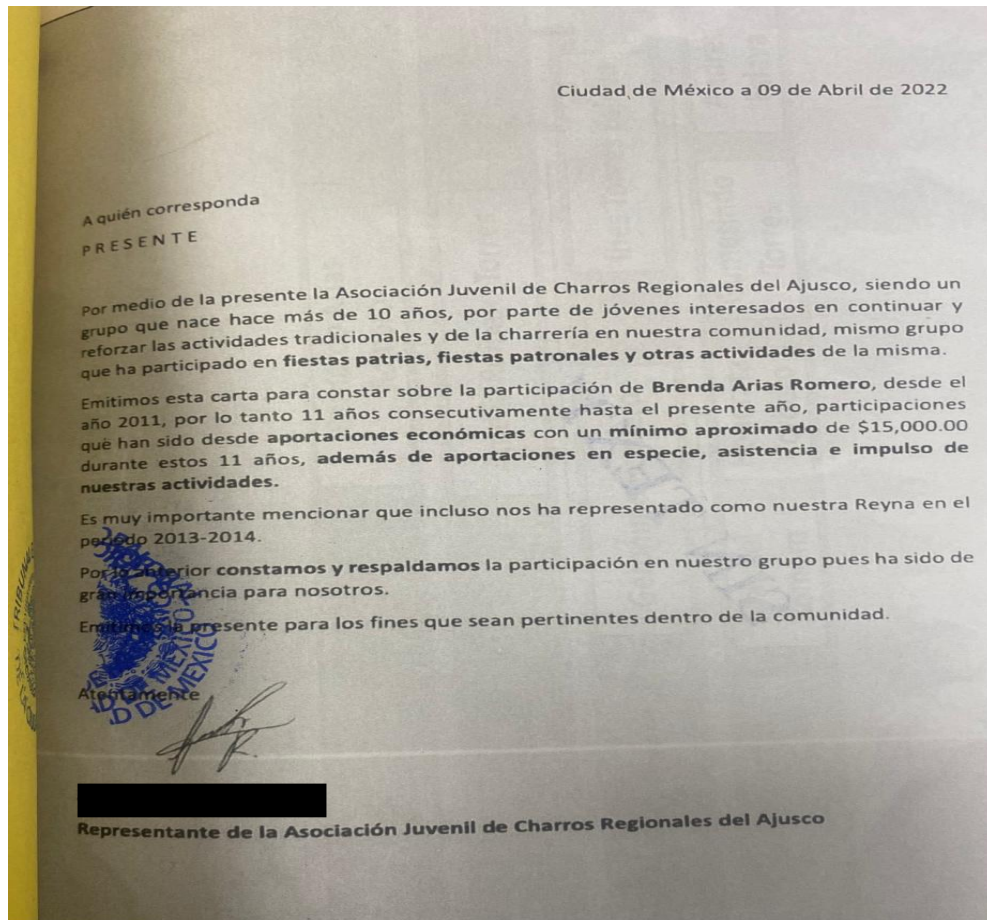 Ciudad de México a 09 de Abril de 2022
A quién corresponda
P R E S E N T E
Por medio de la presente la Asociación Juvenil de Charros Regionales del Ajusco, siendo un
grupo que nace hace más de 10 años, por parte de jóvenes interesados en continuar y
reforzar las actividades tradicionales y de la charrería en nuestra comunidad, mismo grupo
que ha participado en fiestas patrias, fiestas patronales y otras actividades de la misma.
Emitimos esta carta para constar sobre la participación de Brenda Arias Romero, desde el
año 2011, por lo tanto 11 años consecutivamente hasta el presente año, participaciones
que han sido desde aportaciones económicas con un mínimo aproximado de $15,000.00
durante estos 11 años, además de aportaciones en especie, asistencia e impulso de
nuestras actividades.
Es muy importante mencionar que incluso nos ha representado como nuestra Reyna en el
periodo 2013-2014.
Por lo anterior constamos y respaldamos la participación en nuestro grupo pues ha sido de
gran importancia para nosotros.
Emitimos la presente para los fines que sean pertinentes dentro de la comunidad.
Atentamente
Representante de la Asociación Juvenil de Charros Regionales del Ajusco
TRIBUNAL
DE MÉXICO
D DE MÉXICO